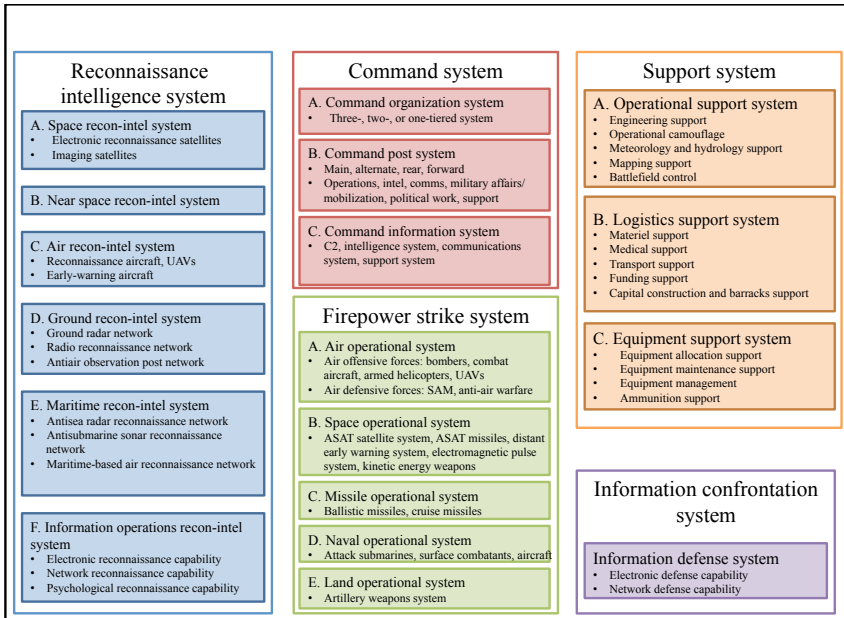 Reconnaissance
intelligence system
A. Space recon-intel system
• Electronic reconnaissance satellites
• Imaging satellites
B. Near space recon-intel system
C. Air recon-intel system
• Reconnaissance aircraft, UAVs
• Early-warning aircraft
D. Ground recon-intel system
• Ground radar network
• Radio reconnaissance network
• Antiair observation post network
E. Maritime recon-intel system
• Antisea radar reconnaissance network
• Antisubmarine sonar reconnaissance
network
• Maritime-based air reconnaissance network
F. Information operations recon-intel
system
• Electronic reconnaissance capability
• Network reconnaissance capability
• Psychological reconnaissance capability
Command system
A. Command organization system
• Three-, two-, or one-tiered system
B. Command post system
• Main, alternate, rear, forward
• Operations, intel, comms, military affairs/
mobilization, political work, support
C. Command information system
• C2, intelligence system, communications
system, support system
Firepower strike system
A. Air operational system
• Air offensive forces: bombers, combat
aircraft, armed helicopters, UAVs
• Air defensive forces: SAM, anti-air warfare
B. Space operational system
• ASAT satellite system, ASAT missiles, distant
early warning system, electromagnetic pulse
system, kinetic energy weapons
C. Missile operational system
• Ballistic missiles, cruise missiles
D. Naval operational system
• Attack submarines, surface combatants, aircraft
E. Land operational system
• Artillery weapons system
Support system
A. Operational support system
• Engineering support
• Operational camouflage
• Meteorology and hydrology support
• Mapping support
• Battlefield control
B. Logistics support system
• Materiel support
• Medical support
• Transport support
• Funding support
• Capital construction and barracks support
C. Equipment support system
• Equipment allocation support
• Equipment maintenance support
• Equipment management
• Ammunition support
Information confrontation
system
Information defense system
• Electronic defense capability
• Network defense capability